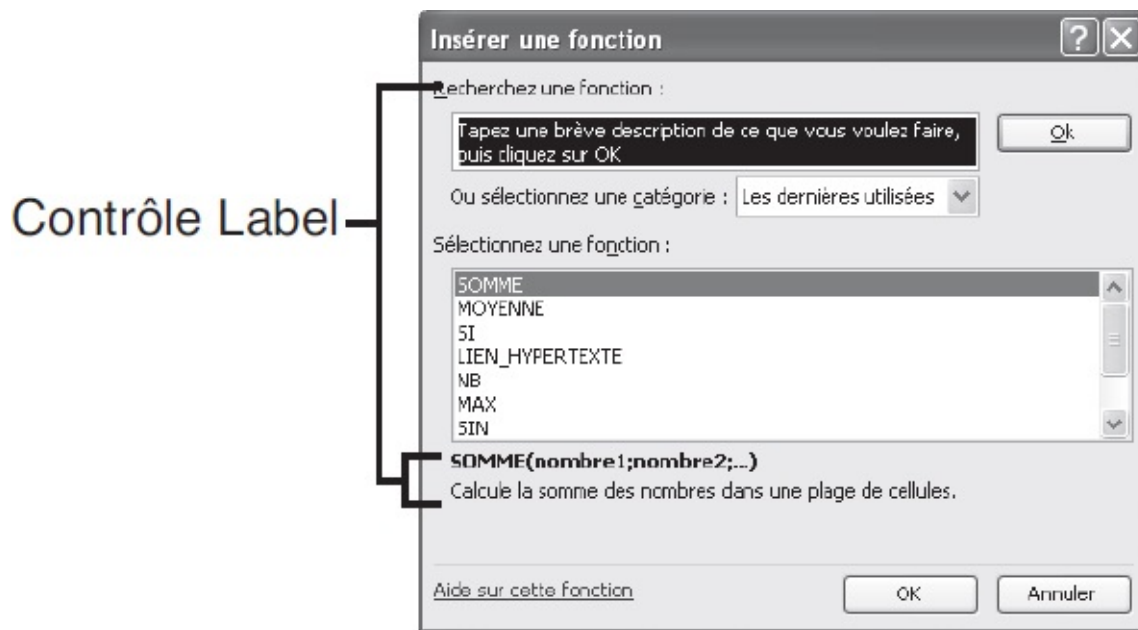 Insérer une fonction
Recherchez une fonction :
Tapez une brève description de ce que vous voulez faire,
puis cliquez sur OK
Ok
Ou sélectionnez une catégorie : Les dernières utilisées
Contrôle Label
Sélectionnez une fonction :
SOMME
MOYENNE
SI
LIEN_HYPERTEXTE
NB
MAX
SIN
SOMME(nombre1;nombre2;...)
Calcule la somme des nombres dans une plage de cellules.
Aide sur cette fonction
OK
Annuler